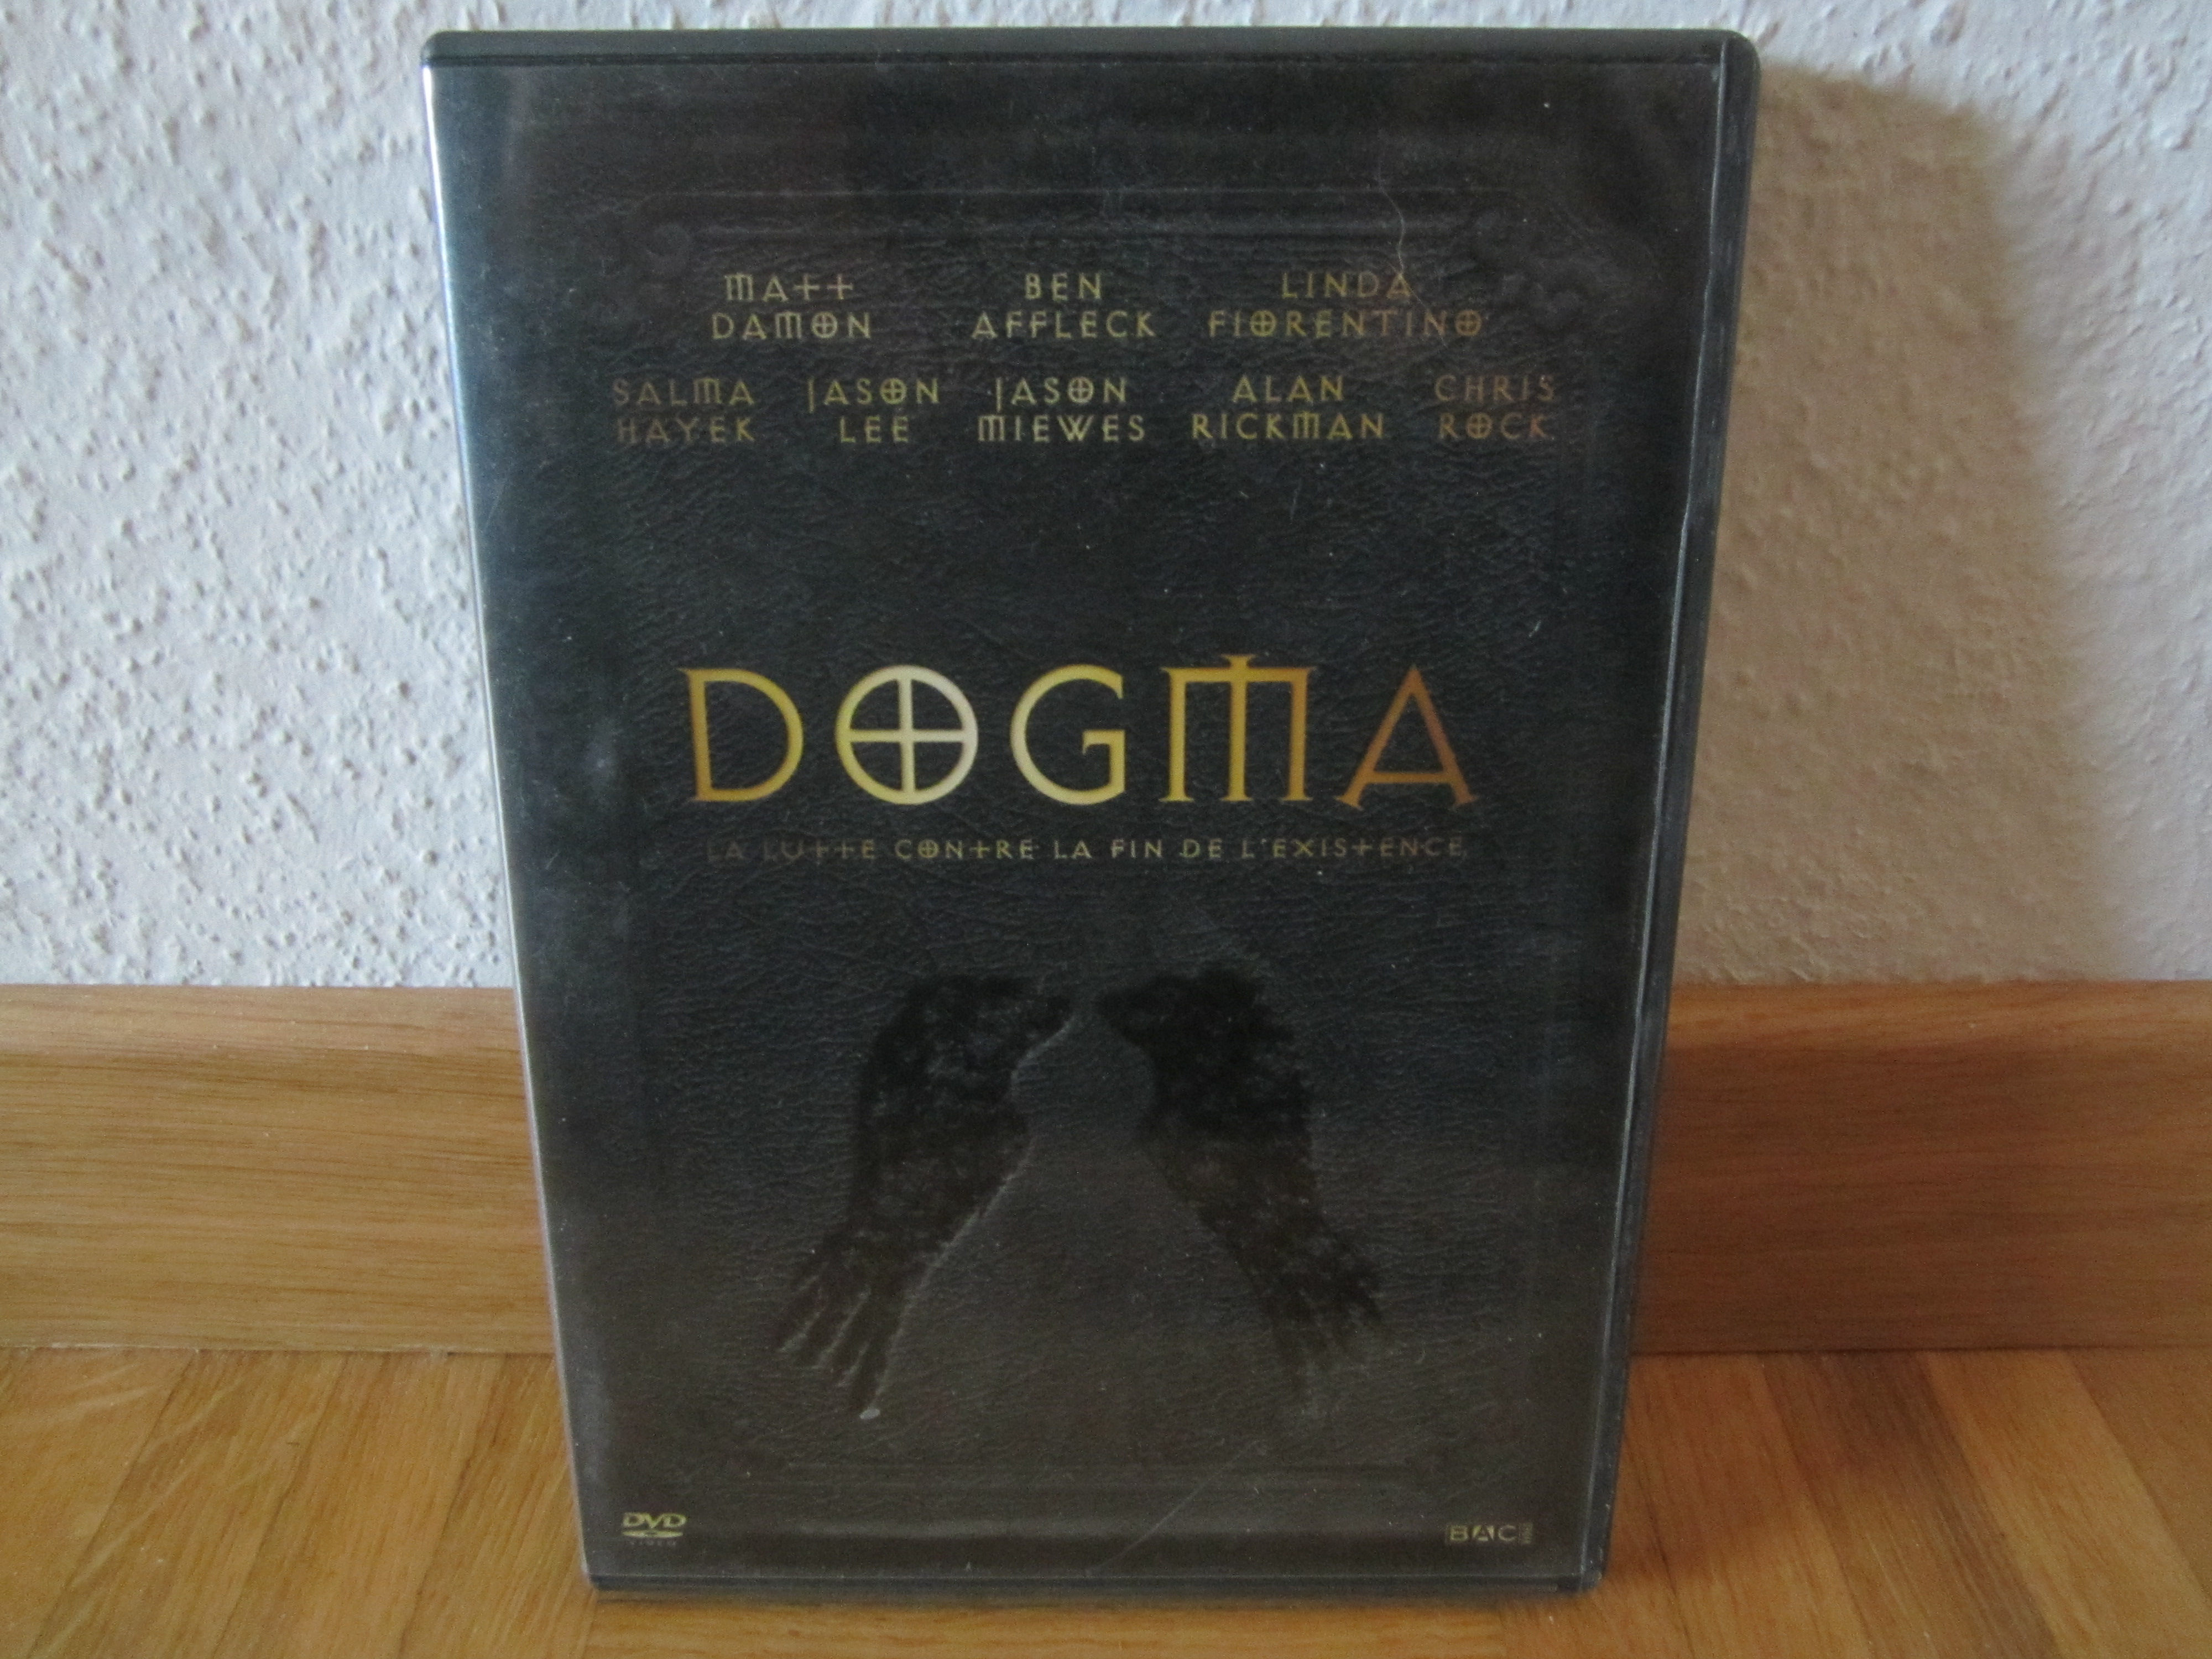 MATT BEN LINDA
DAMON AFFLECK FIORENTINO
SALMA JASON JASON ALAN CHRIS
HAYEK LEE MIEWES RICKMAN ROCK
DOGMA
LA LUTTE CONTRE LA FIN DE L'EXISTENCE
DVD BAC
VIDEO